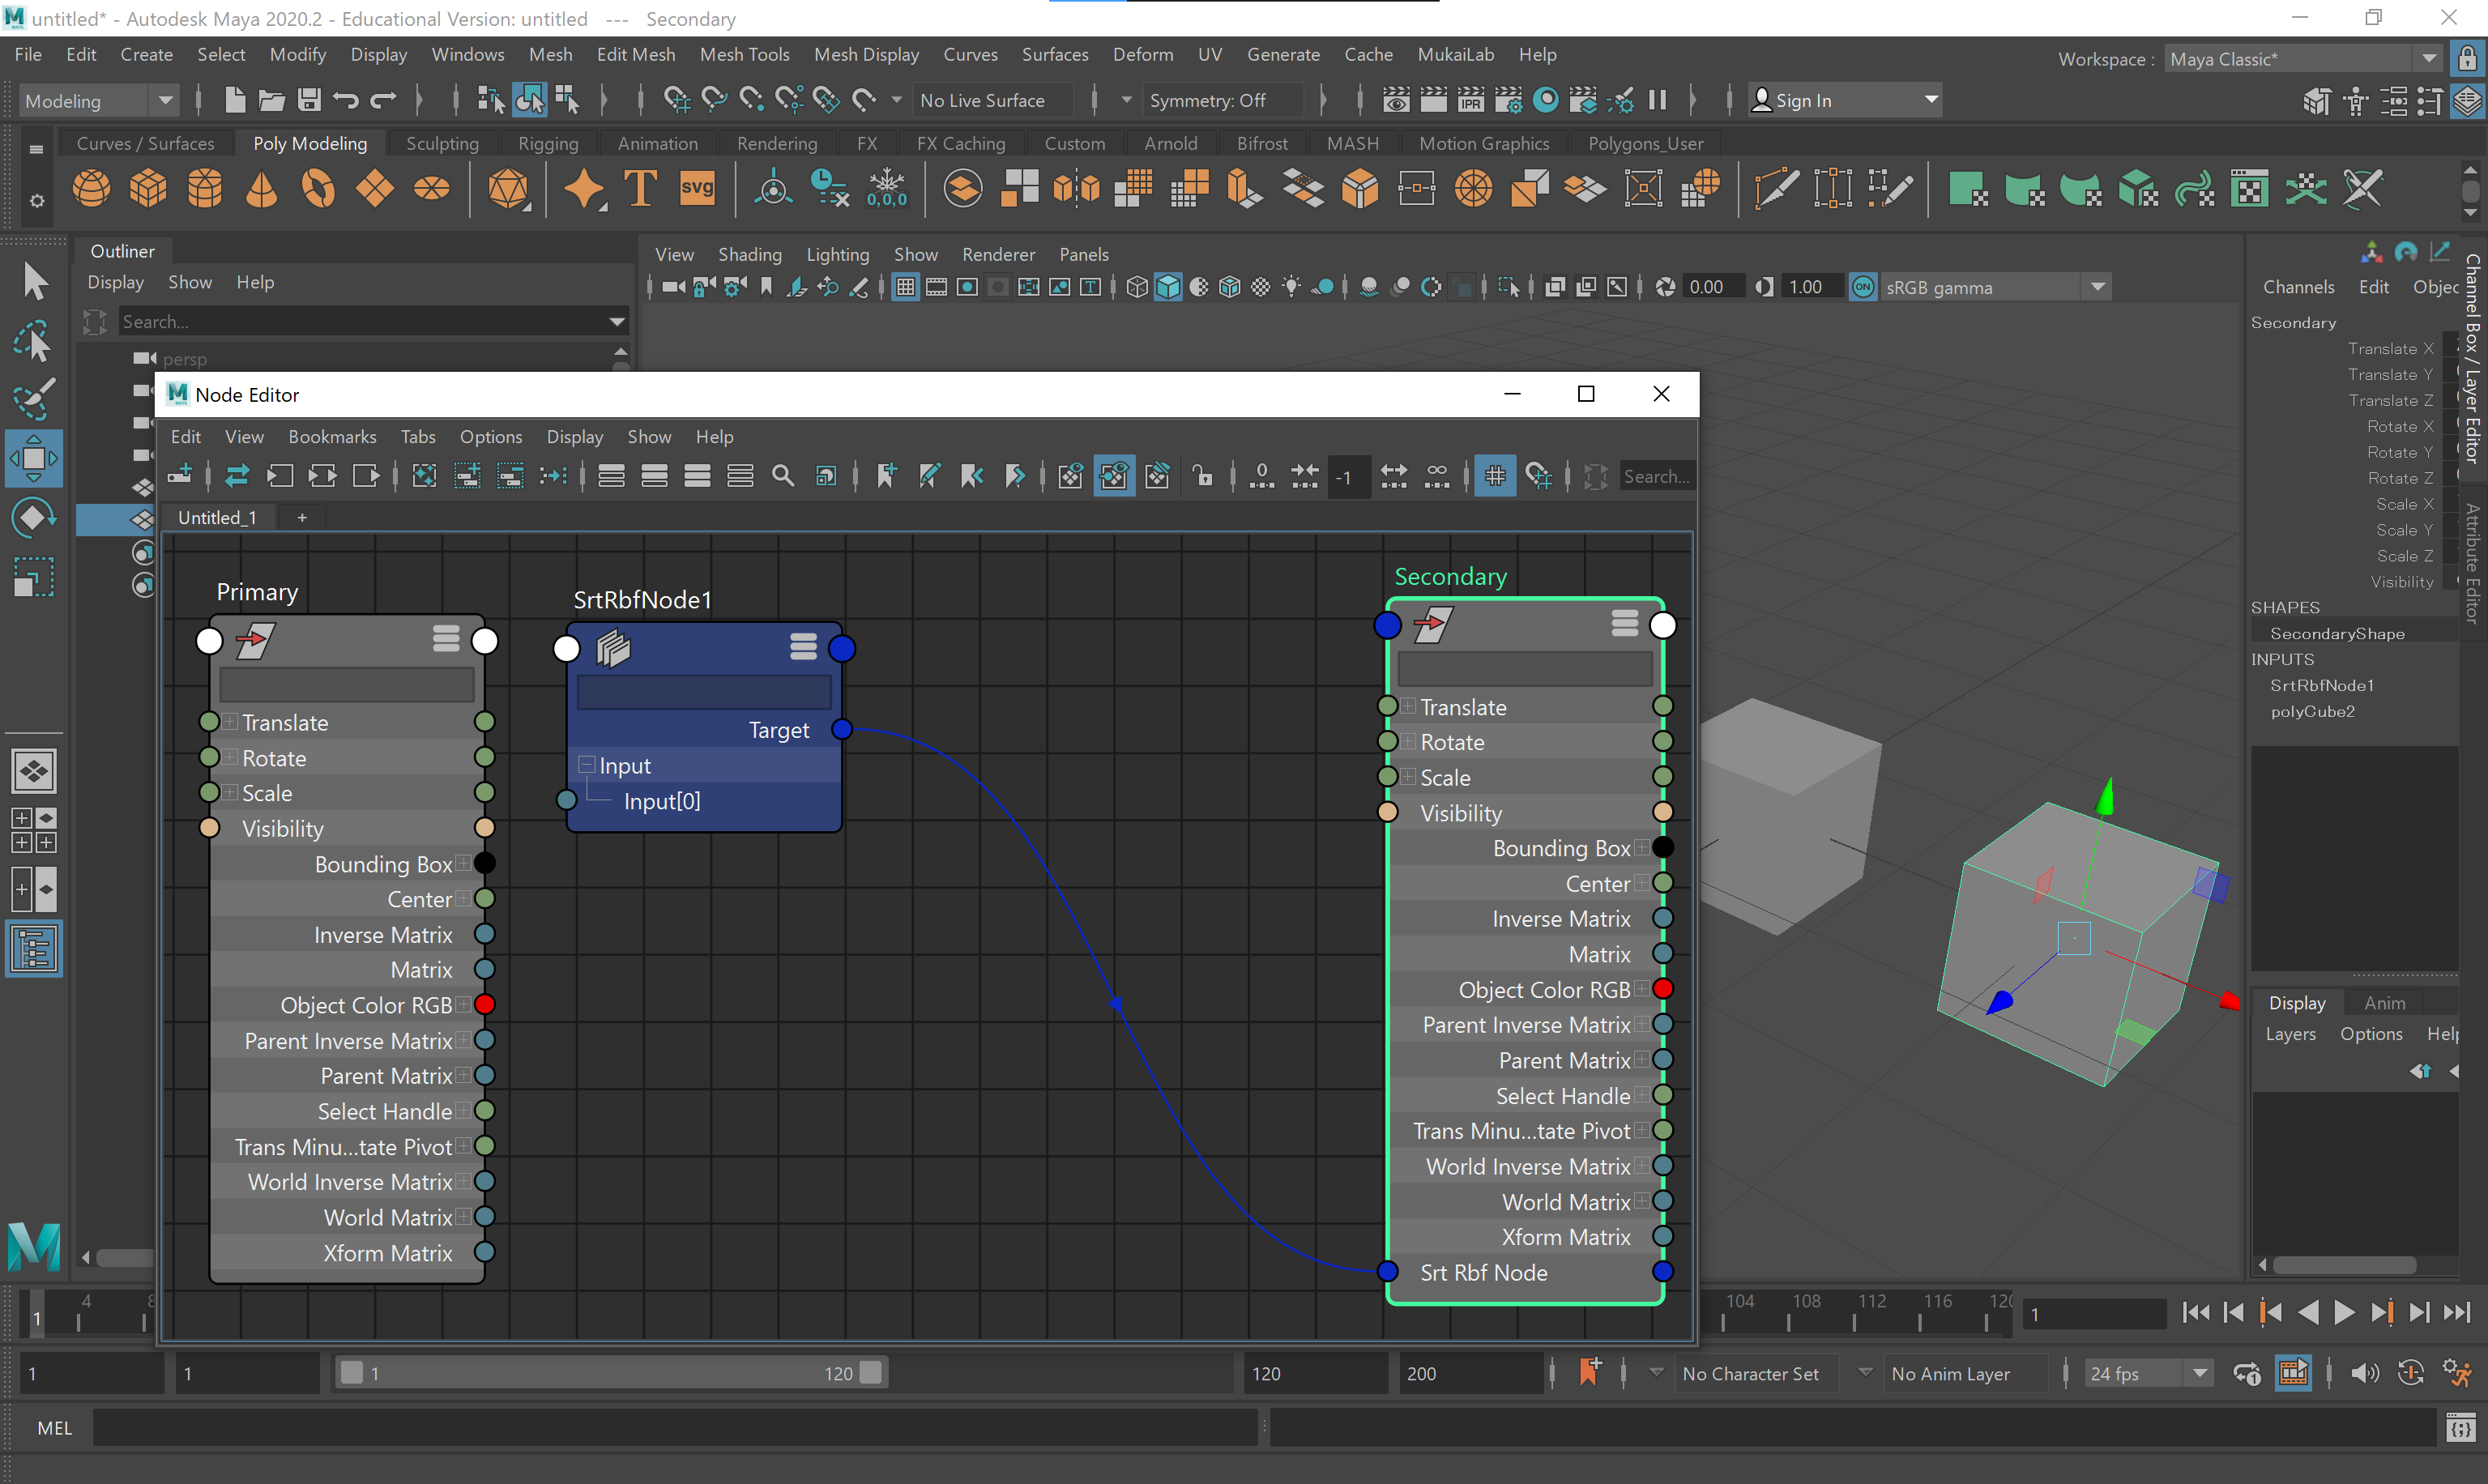 untitled* - Autodesk Maya 2020.2 - Educational Version: untitled --- Secondary
File Edit Create Select Modify Display Windows Mesh Edit Mesh Mesh Tools Mesh Display Curves Surfaces Deform UV Generate Cache MukaiLab Help
Workspace : Maya Classic*
Modeling No Live Surface Symmetry: Off IPR Sign In
Curves / Surfaces Poly Modeling Sculpting Rigging Animation Rendering FX FX Caching Custom Arnold Bifrost MASH Motion Graphics Polygons_User
T svg 0,0,0
Outliner
Display Show Help
Search...
persp
View Shading Lighting Show Renderer Panels
0.00 1.00 ON sRGB gamma
Channels Edit Objec
Secondary
Translate X
Translate Y
Translate Z
Rotate X
Rotate Y
Rotate Z
Scale X
Scale Y
Scale Z
Visibility
SHAPES
SecondaryShape
INPUTS
SrtRbfNode1
polyCube2
Channel Box / Layer Editor
Attribute Editor
Node Editor
Edit View Bookmarks Tabs Options Display Show Help
0 -1 ∞ Search...
Untitled_1 +
Primary
Translate
Rotate
Scale
Visibility
Bounding Box
Center
Inverse Matrix
Matrix
Object Color RGB
Parent Inverse Matrix
Parent Matrix
Select Handle
Trans Minu...tate Pivot
World Inverse Matrix
World Matrix
Xform Matrix
SrtRbfNode1
Target
Input
Input[0]
Secondary
Translate
Rotate
Scale
Visibility
Bounding Box
Center
Inverse Matrix
Matrix
Object Color RGB
Parent Inverse Matrix
Parent Matrix
Select Handle
Trans Minu...tate Pivot
World Inverse Matrix
World Matrix
Xform Matrix
Srt Rbf Node
Display Anim
Layers Options Help
1 4 8 104 108 112 116 120 1
1 1 1 120 120 200 No Character Set No Anim Layer 24 fps
MEL